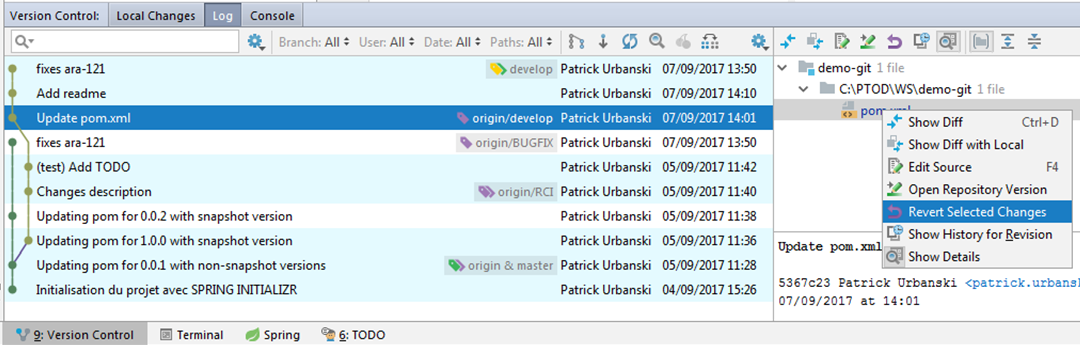 Version Control: Local Changes Log Console
Branch: All User: All Date: All Paths: All
fixes ara-121 develop Patrick Urbanski 07/09/2017 13:50
Add readme Patrick Urbanski 07/09/2017 14:10
Update pom.xml origin/develop Patrick Urbanski 07/09/2017 14:01
fixes ara-121 origin/BUGFIX Patrick Urbanski 07/09/2017 13:50
(test) Add TODO Patrick Urbanski 05/09/2017 12:20
Changes description origin/RCI Patrick Urbanski 05/09/2017 11:40
Updating pom for 0.0.2 with snapshot version Patrick Urbanski 05/09/2017 11:38
Updating pom for 1.0.0 with snapshot version Patrick Urbanski 05/09/2017 11:36
Updating pom for 0.0.1 with non-snapshot versions origin & master Patrick Urbanski 05/09/2017 11:28
Initialisation du projet avec SPRING INITIALIZR Patrick Urbanski 04/09/2017 15:26
demo-git 1 file
C:\PTOD\WS\demo-git 1 file
pom.xml
Show Diff Ctrl+D
Show Diff with Local
Edit Source F4
Open Repository Version
Revert Selected Changes
Show History for Revision
Show Details
Update pom.xml
5367c23 Patrick Urbanski <patrick.urbans
07/09/2017 at 14:01
9: Version Control Terminal Spring 6: TODO